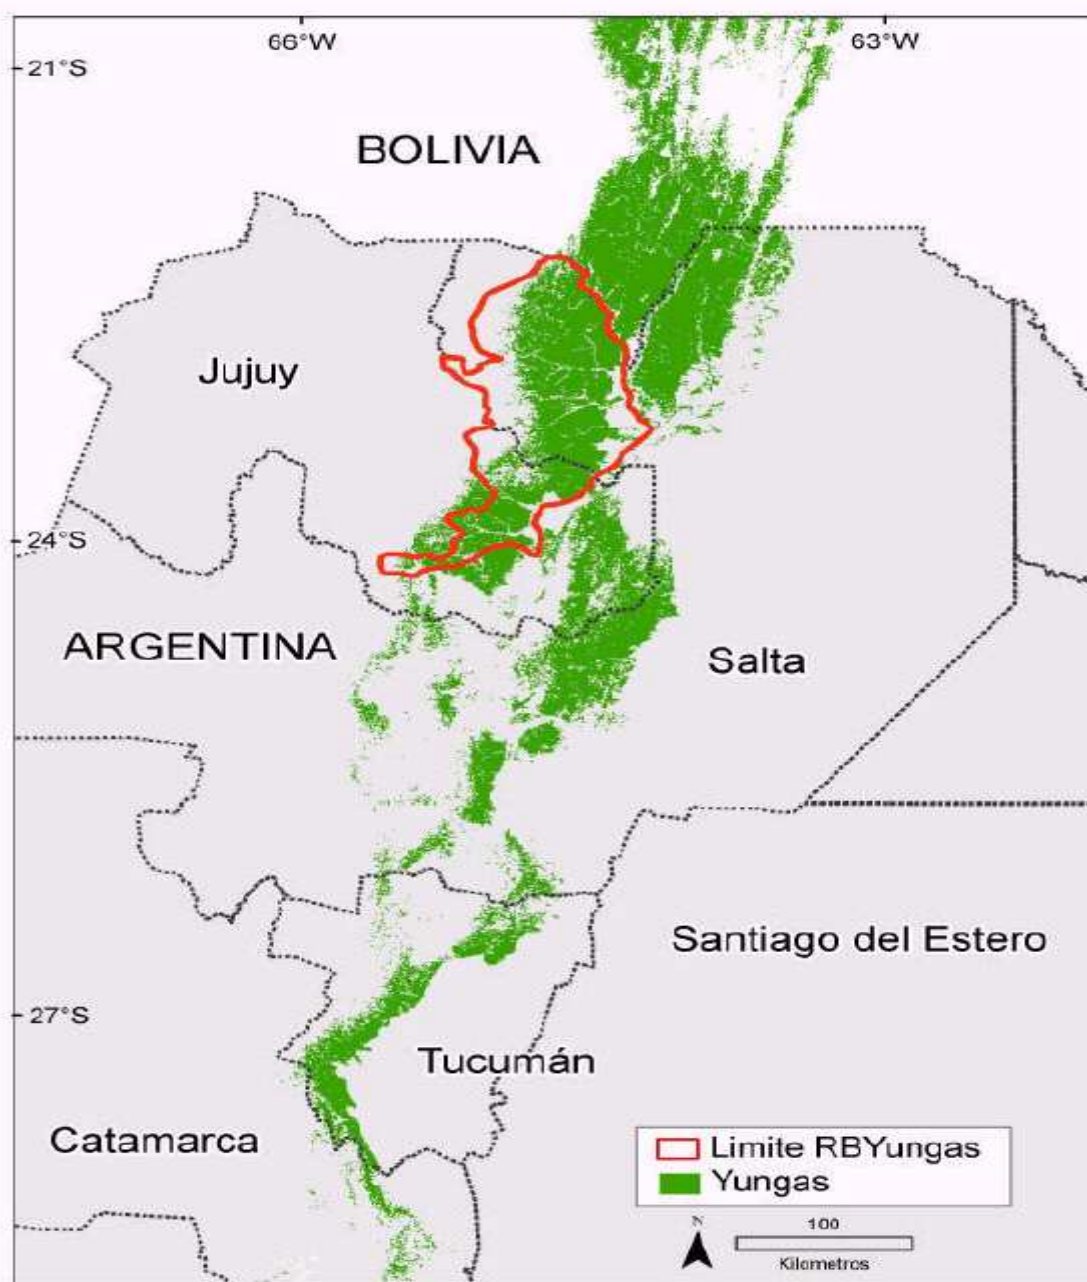 66°W
63°W
21°S
BOLIVIA
Jujuy
24°S
ARGENTINA
Salta
Santiago del Estero
27°S
Tucumán
Catamarca
Limite RBYungas
Yungas
N
100
Kilometros